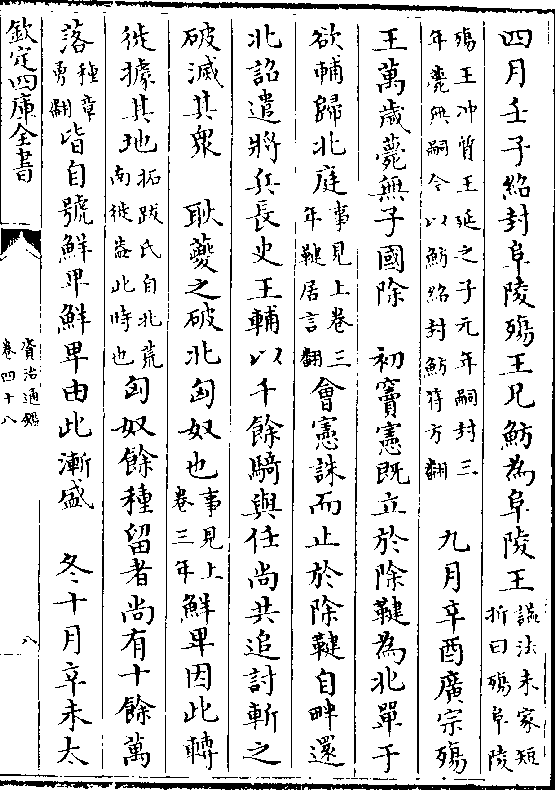 四月壬子紹封阜陵殤王兄魴為阜陵王諡法未家短折曰殤阜陵
殤王冲質王延之子元年嗣封三年薨無嗣今以魴紹封魴符方翻九月辛酉廣宗殤
王萬歲薨無子國除初竇憲既立於除鞬為北單于
欲輔歸北庭事見上卷三年鞬居言翻會憲誅而止於除鞬自畔還
北詔遣將兵長史王輔以千餘騎與任尚共追討斬之
破滅其衆耿夔之破北匈奴也事見上卷三年鮮卑因此轉
徙據其地拓跋氏自北荒南徙蓋此時也匈奴餘種留者尚有十餘萬
落種章勇翻皆自號鮮卑鮮卑由此漸盛冬十月辛未太
欽定四庫全書
資治通鑑
卷四十八
八